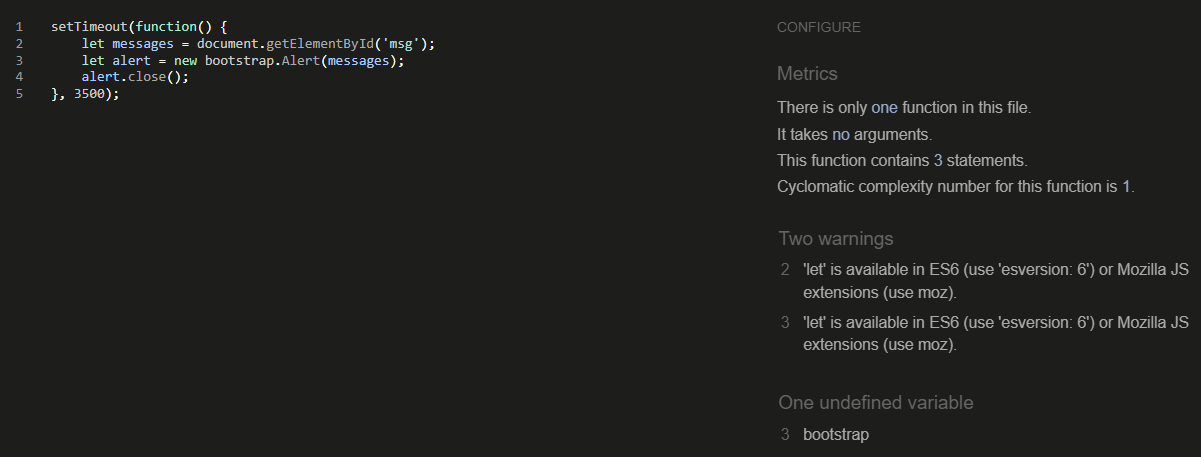 1 setTimeout(function() {
2 let messages = document.getElementById('msg');
3 let alert = new bootstrap.Alert(messages);
4 alert.close();
5 }, 3500);
CONFIGURE
Metrics
There is only one function in this file.
It takes no arguments.
This function contains 3 statements.
Cyclomatic complexity number for this function is 1.
Two warnings
2 'let' is available in ES6 (use 'esversion: 6') or Mozilla JS
extensions (use moz).
3 'let' is available in ES6 (use 'esversion: 6') or Mozilla JS
extensions (use moz).
One undefined variable
3 bootstrap